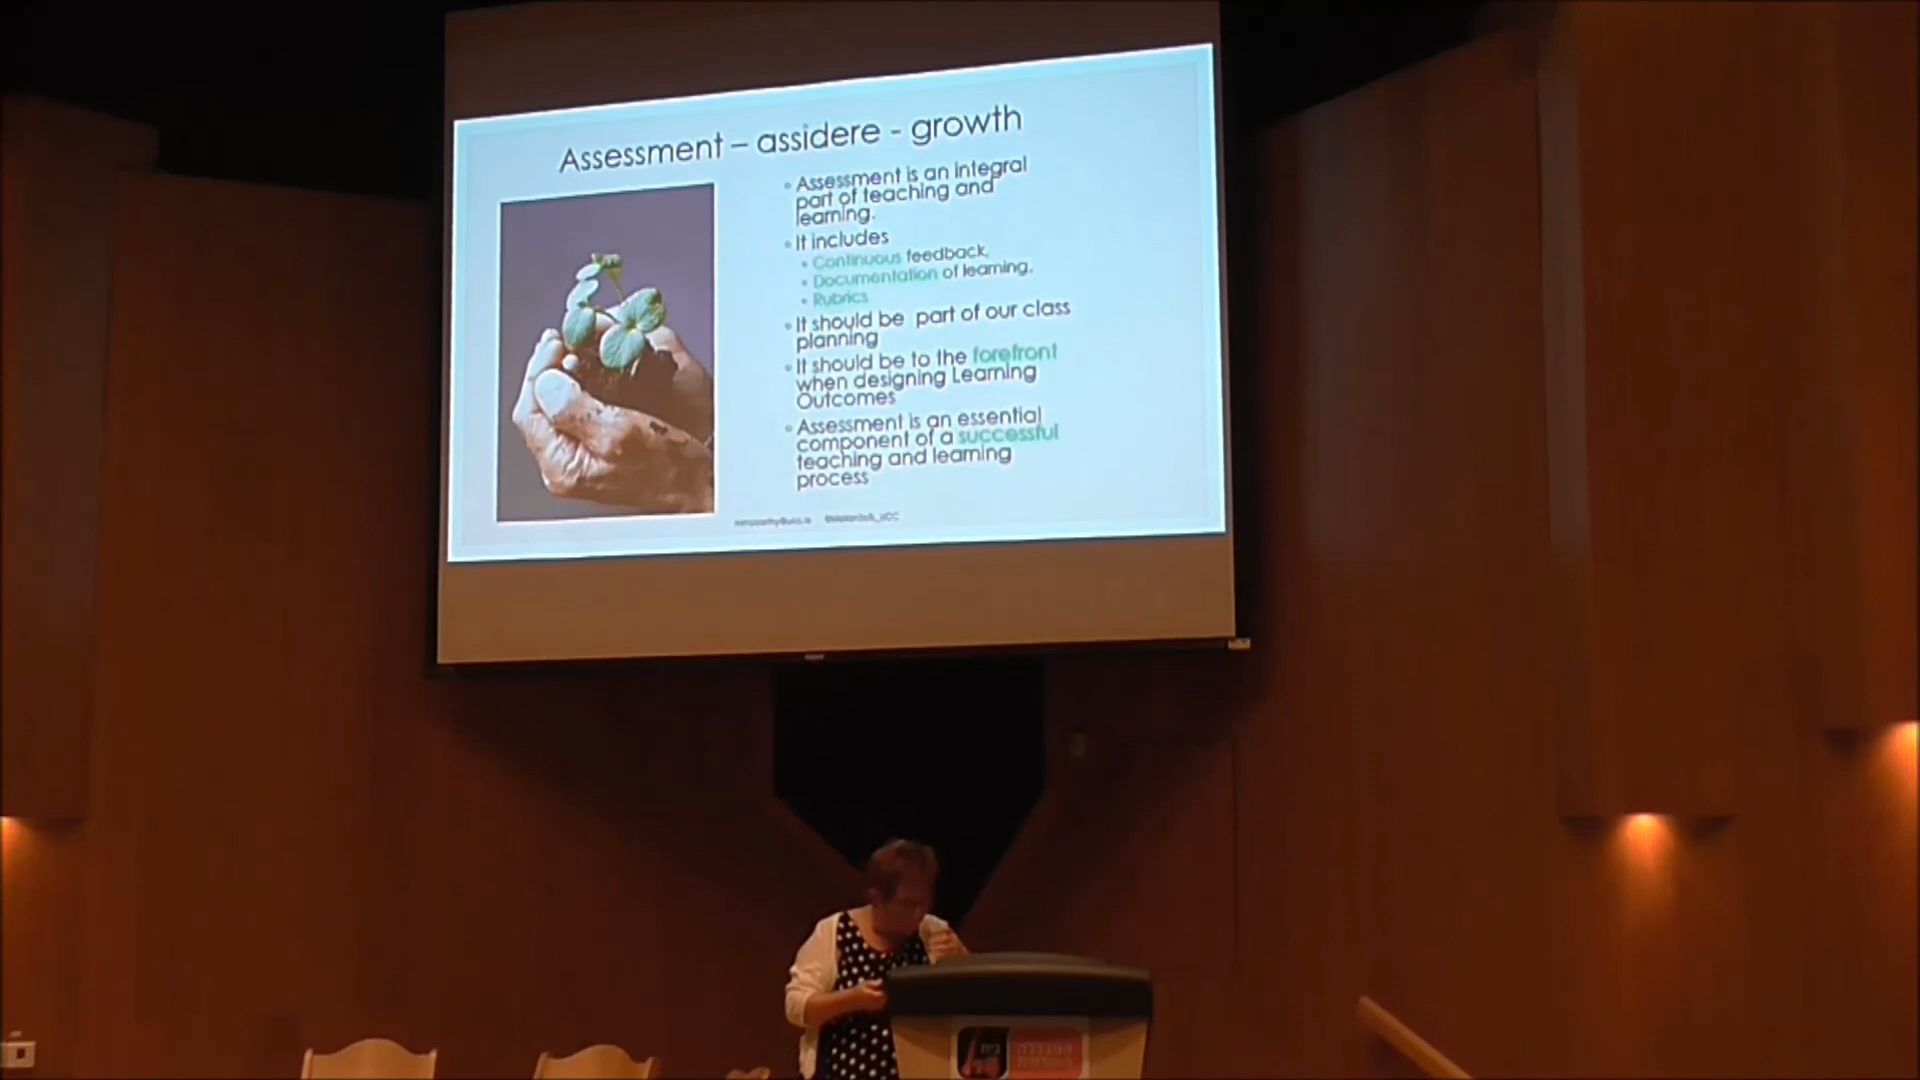 Assessment – assidere - growth
Assessment is an integral
part of teaching and
learning.
It includes
Continuous feedback,
Documentation of learning,
Rubrics
It should be part of our class
planning
It should be to the forefront
when designing Learning
Outcomes
Assessment is an essential
component of a successful
teaching and learning
process
בית